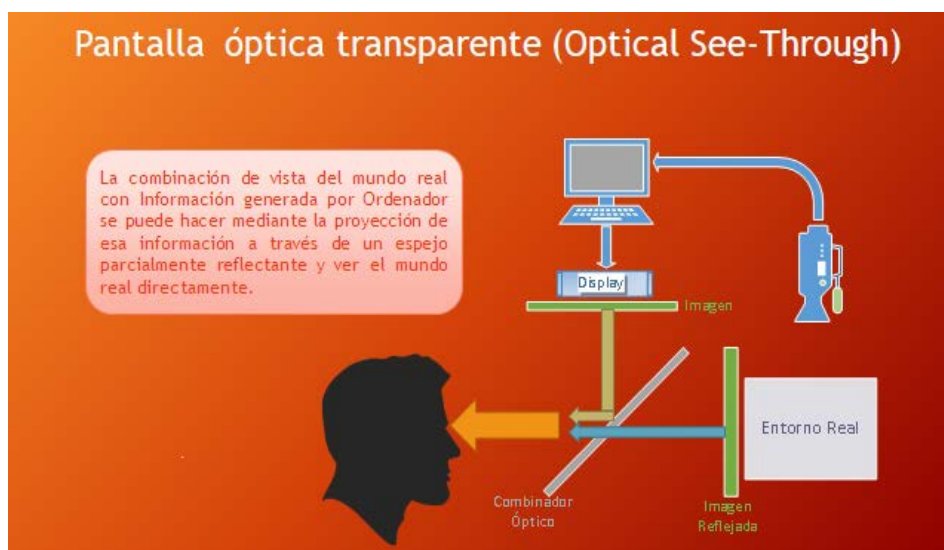 Pantalla óptica transparente (Optical See-Through)
La combinación de vista del mundo real
con Información generada por Ordenador
se puede hacer mediante la proyección de
esa información a través de un espejo
parcialmente reflectante y ver el mundo
real directamente.
Display
Imagen
Entorno Real
Combinador
Óptico
Imagen
Reflejada